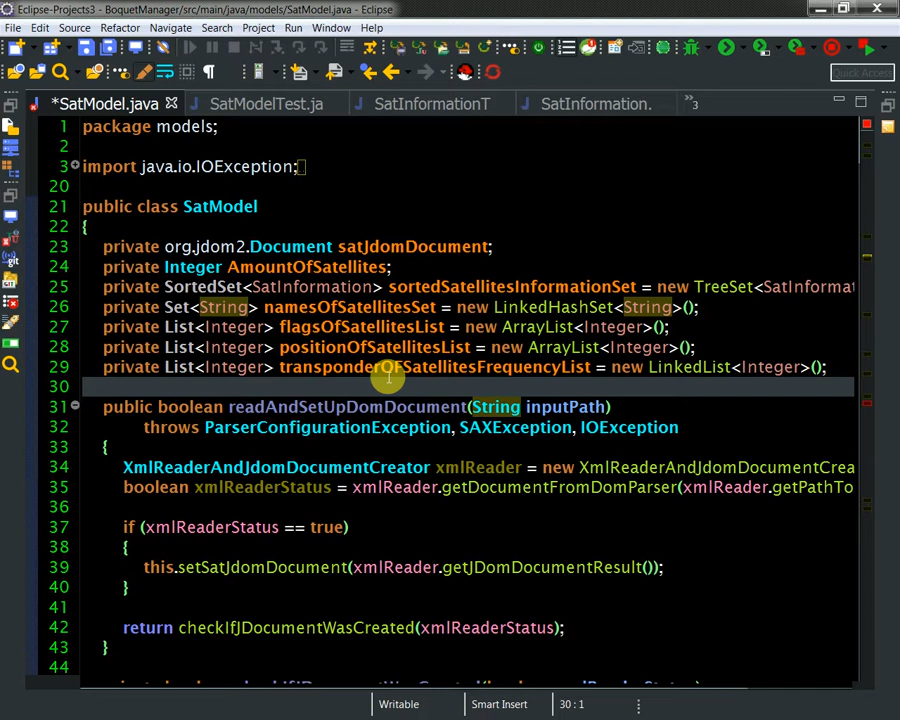 Eclipse-Projects3 - BoquetManager/src/main/java/models/SatModel.java - Eclipse
File Edit Source Refactor Navigate Search Project Run Window Help
Quick Access
*SatModel.java SatModelTest.ja SatInformationT SatInformation. »3
1 package models;
2
3 import java.io.IOException;
20
21 public class SatModel
22 {
23 private org.jdom2.Document satJdomDocument;
24 private Integer AmountOfSatellites;
25 private SortedSet<SatInformation> sortedSatellitesInformationSet = new TreeSet<SatInformat
26 private Set<String> namesOfSatellitesSet = new LinkedHashSet<String>();
27 private List<Integer> flagsOfSatellitesList = new ArrayList<Integer>();
28 private List<Integer> positionOfSatellitesList = new ArrayList<Integer>();
29 private List<Integer> transponderOFSatellitesFrequencyList = new LinkedList<Integer>();
30
31 public boolean readAndSetUpDomDocument(String inputPath)
32 throws ParserConfigurationException, SAXException, IOException
33 {
34 XmlReaderAndJdomDocumentCreator xmlReader = new XmlReaderAndJdomDocumentCrea
35 boolean xmlReaderStatus = xmlReader.getDocumentFromDomParser(xmlReader.getPathTo
36
37 if (xmlReaderStatus == true)
38 {
39 this.setSatJdomDocument(xmlReader.getJDomDocumentResult());
40 }
41
42 return checkIfJDocumentWasCreated(xmlReaderStatus);
43 }
44
Writable Smart Insert 30 : 1